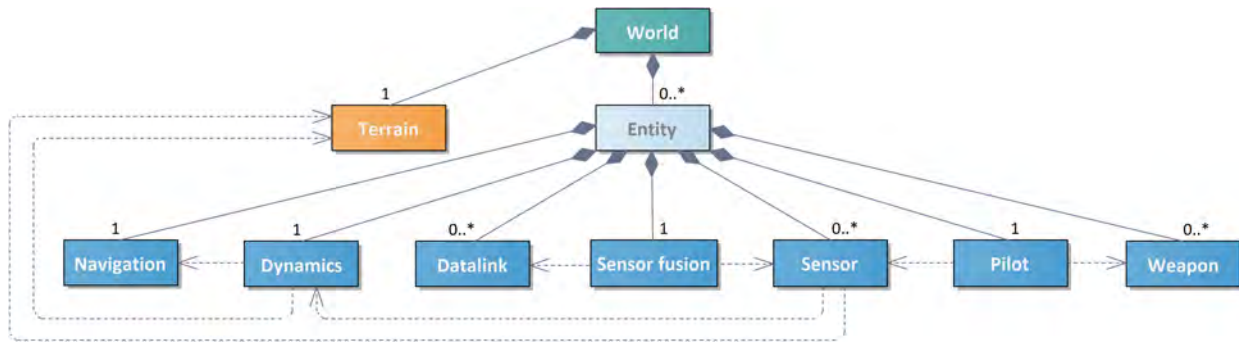 World
1
0..*
Terrain
Entity
1
1
0..*
1
0..*
1
0..*
Navigation
Dynamics
Datalink
Sensor fusion
Sensor
Pilot
Weapon